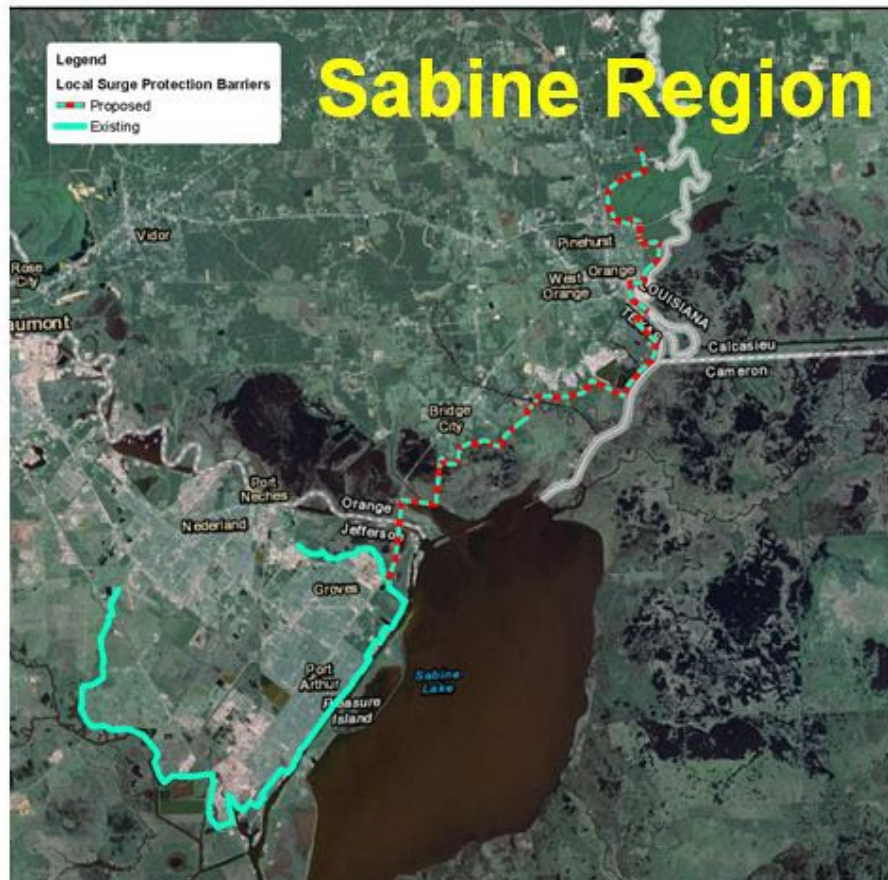 Legend
Local Surge Protection Barriers
Proposed
Existing
Sabine Region
Vidor
Rose
City
aumont
Pinehurst
West
Orange
Orange
LOUISIANA
TEXAS
Calcasieu
Cameron
Bridge
City
Port
Neches
Orange
Jefferson
Nederland
Groves
Port
Arthur
Pleasure
Island
Sabine
Lake